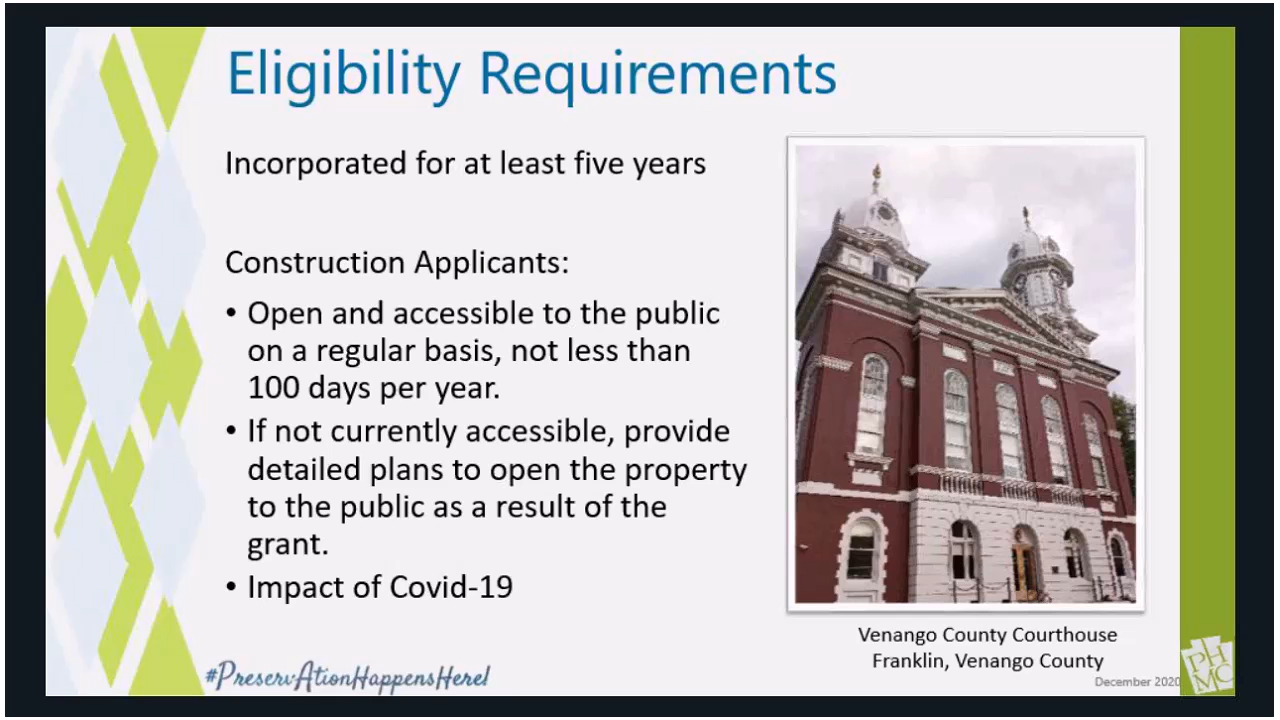 Eligibility Requirements
Incorporated for at least five years
Construction Applicants:
• Open and accessible to the public
on a regular basis, not less than
100 days per year.
• If not currently accessible, provide
detailed plans to open the property
to the public as a result of the
grant.
• Impact of Covid-19
Venango County Courthouse
Franklin, Venango County
#PreservAtionHappensHere!
December 2020
PH
MC